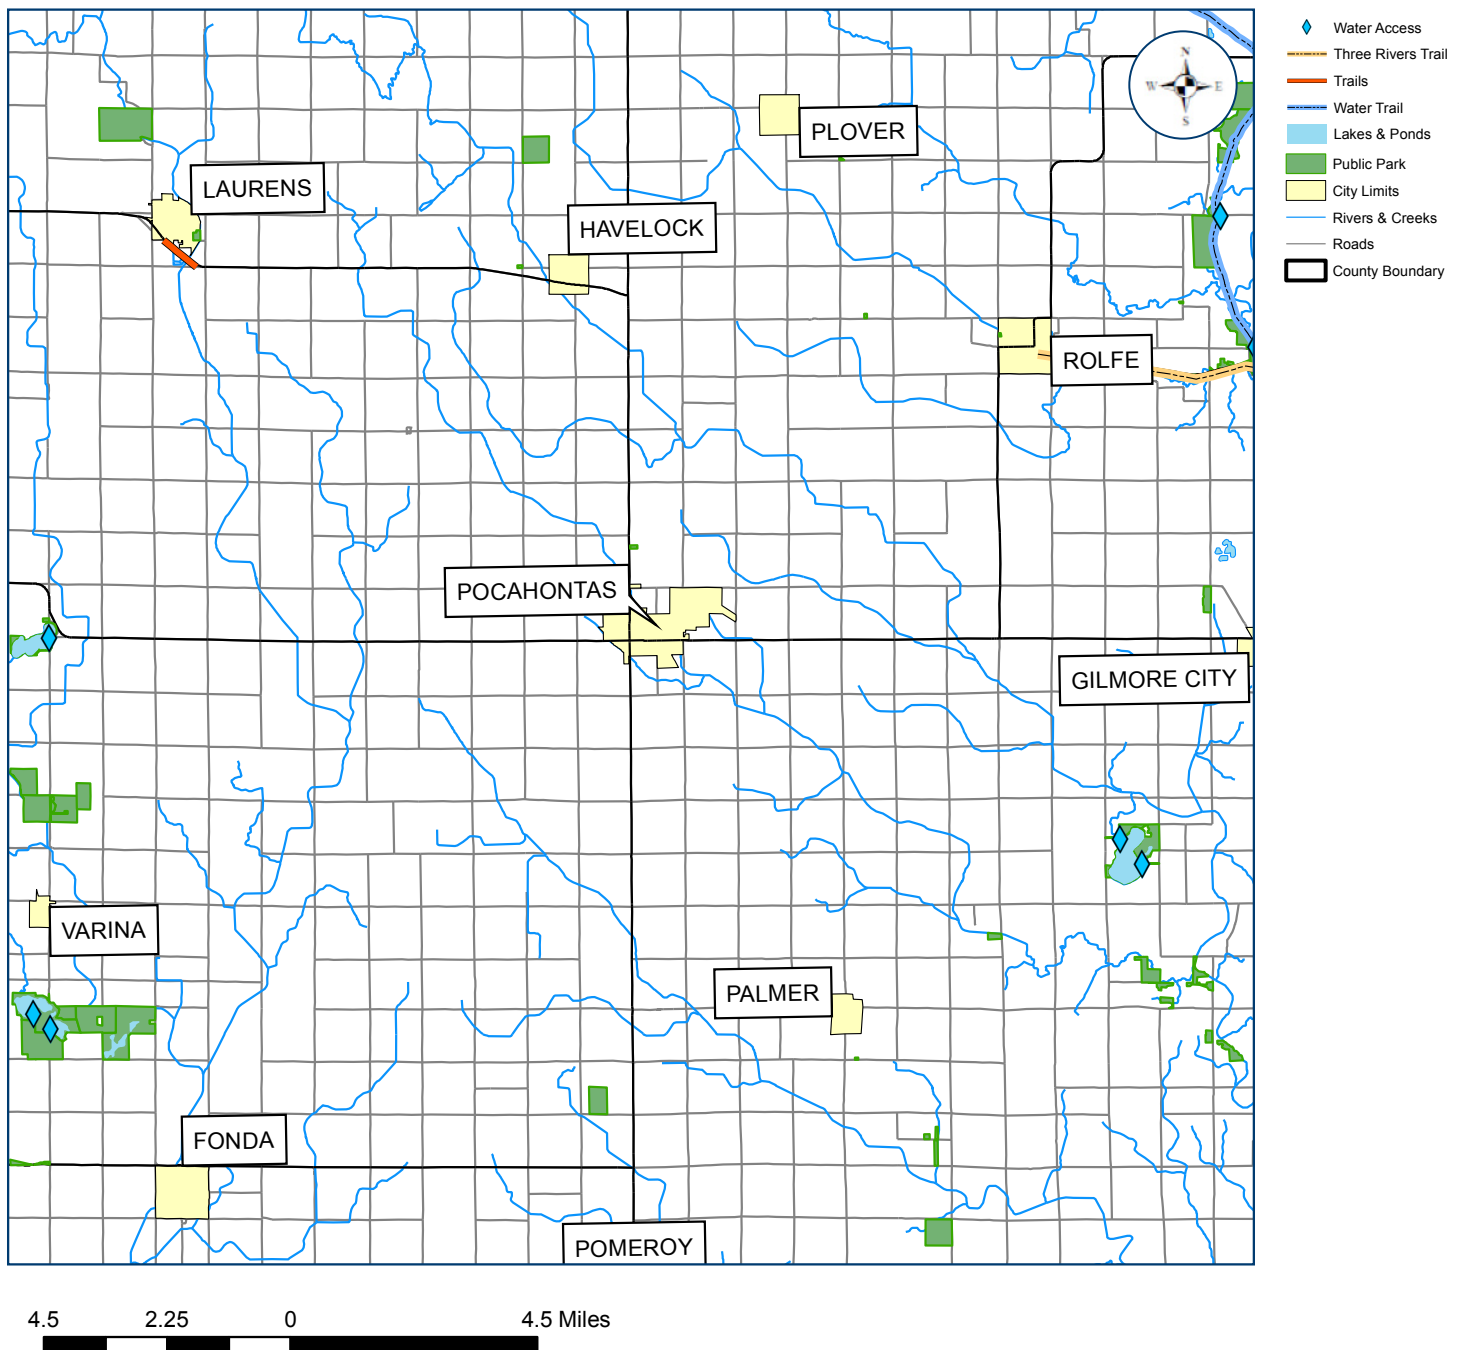 N
W E
S
PLOVER
LAURENS
HAVELOCK
ROLFE
POCAHONTAS
GILMORE CITY
VARINA
PALMER
FONDA
POMEROY
Water Access
Three Rivers Trail
Trails
Water Trail
Lakes & Ponds
Public Park
City Limits
Rivers & Creeks
Roads
County Boundary
4.5 2.25 0 4.5 Miles